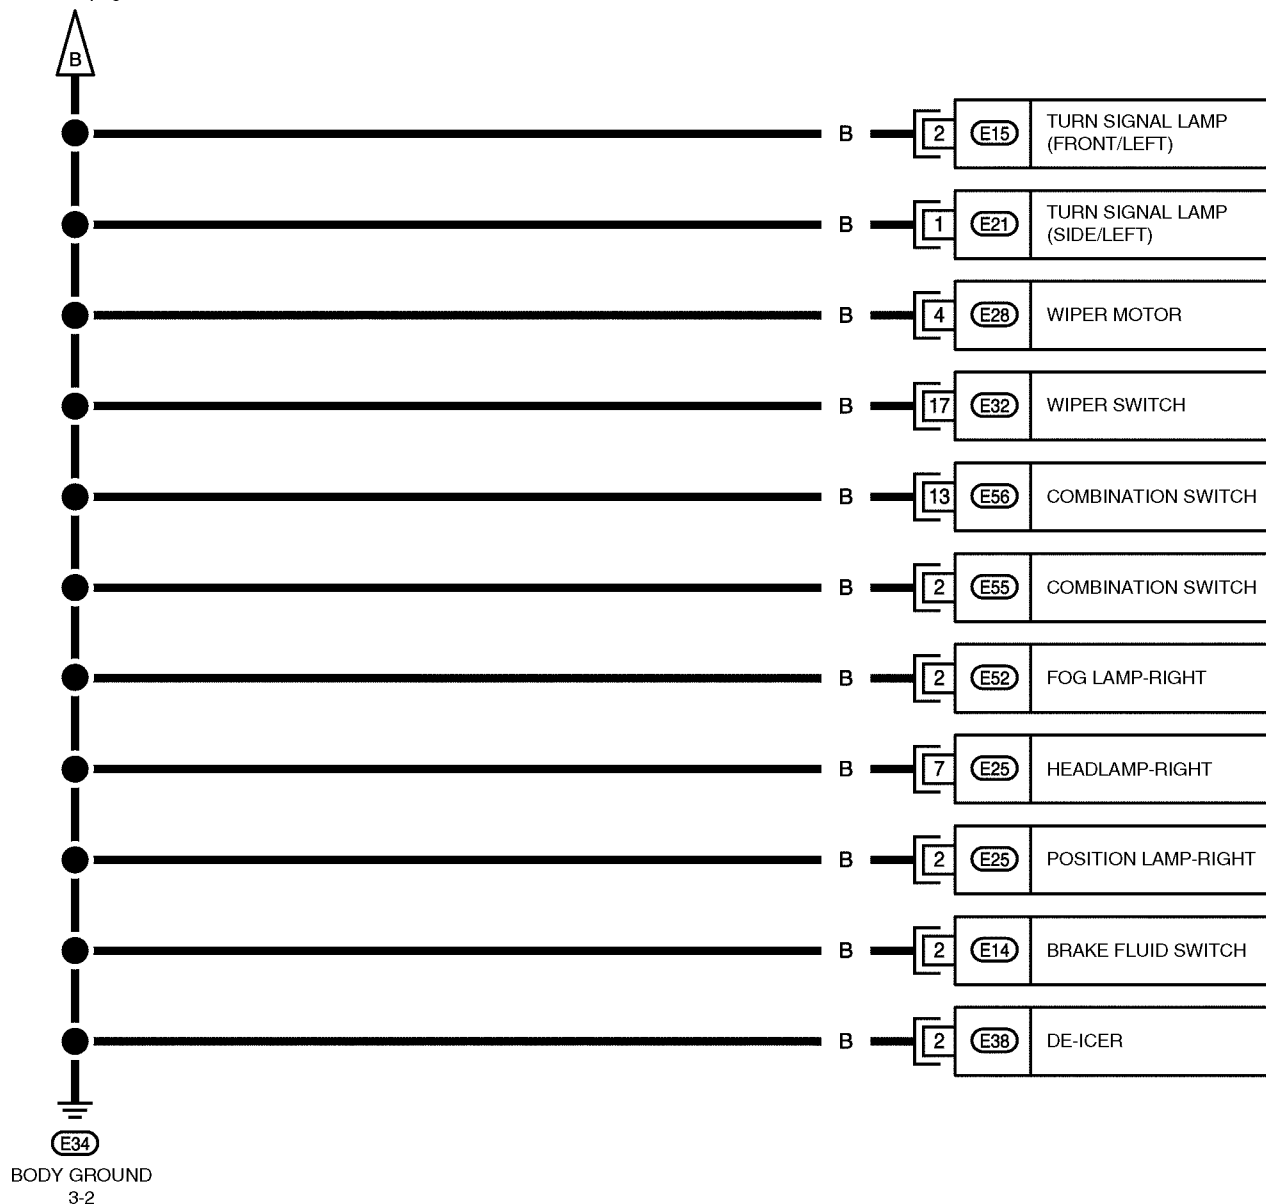 B
B 2 E15 TURN SIGNAL LAMP
(FRONT/LEFT)
B 1 E21 TURN SIGNAL LAMP
(SIDE/LEFT)
B 4 E28 WIPER MOTOR
B 17 E32 WIPER SWITCH
B 13 E56 COMBINATION SWITCH
B 2 E55 COMBINATION SWITCH
B 2 E52 FOG LAMP-RIGHT
B 7 E25 HEADLAMP-RIGHT
B 2 E25 POSITION LAMP-RIGHT
B 2 E14 BRAKE FLUID SWITCH
B 2 E38 DE-ICER
E34
BODY GROUND
3-2